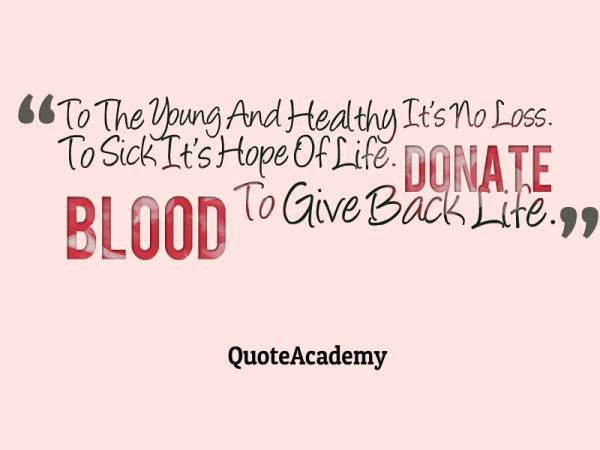 “To The Young And Healthy It's No Loss.
To Sick It's Hope Of Life. DONATE
BLOOD To Give Back Life.”
QuoteAcademy